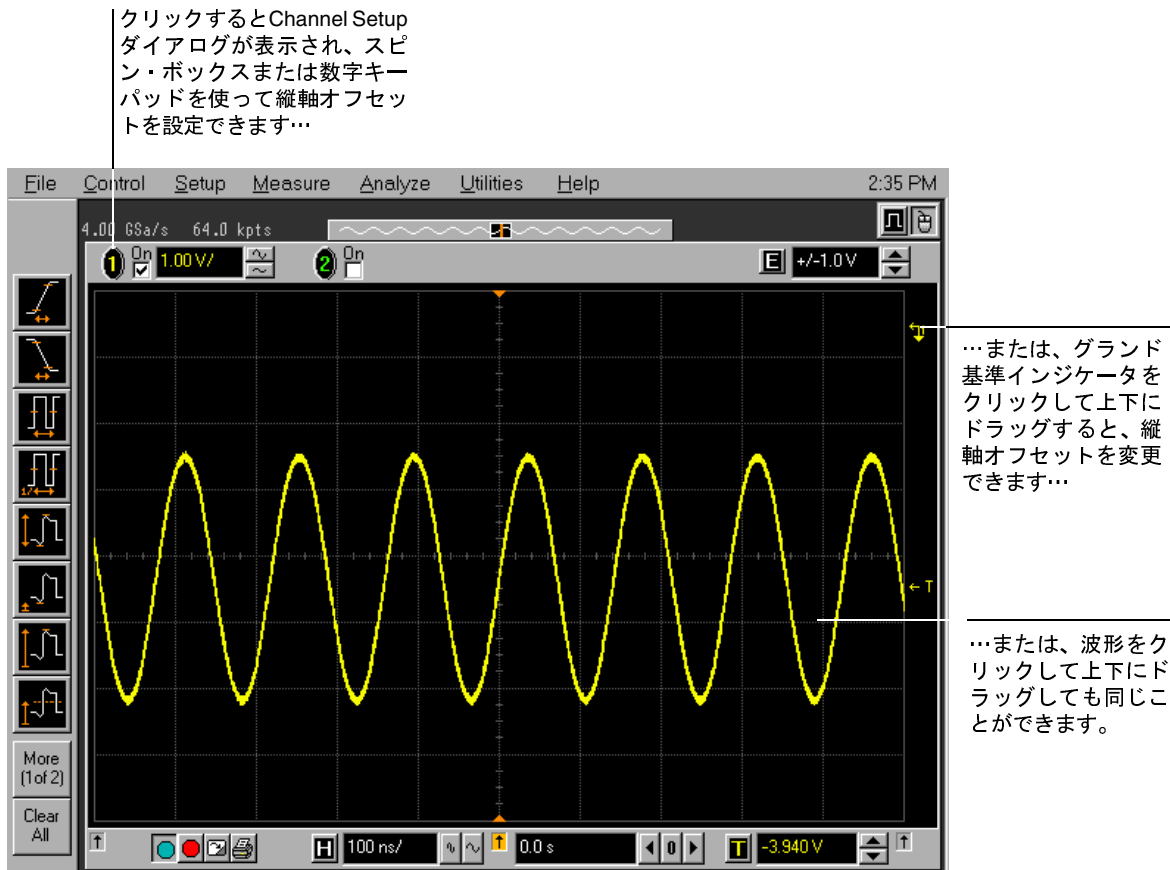 クリックするとChannel Setup
ダイアログが表示され、スピ
ン・ボックスまたは数字キー
パッドを使って縦軸オフセッ
トを設定できます…
File Control Setup Measure Analyze Utilities Help 2:35 PM
4.00 GSa/s 64.0 kpts
1 On 1.00 V/ 2 On E +/-1.0 V
…または、グランド
基準インジケータを
クリックして上下に
ドラッグすると、縦
軸オフセットを変更
できます…
17
← T
…または、波形をク
リックして上下にド
ラッグしても同じこ
とができます。
More
(1of 2)
Clear
All
H 100 ns/ 0.0 s 0 T -3.940 V